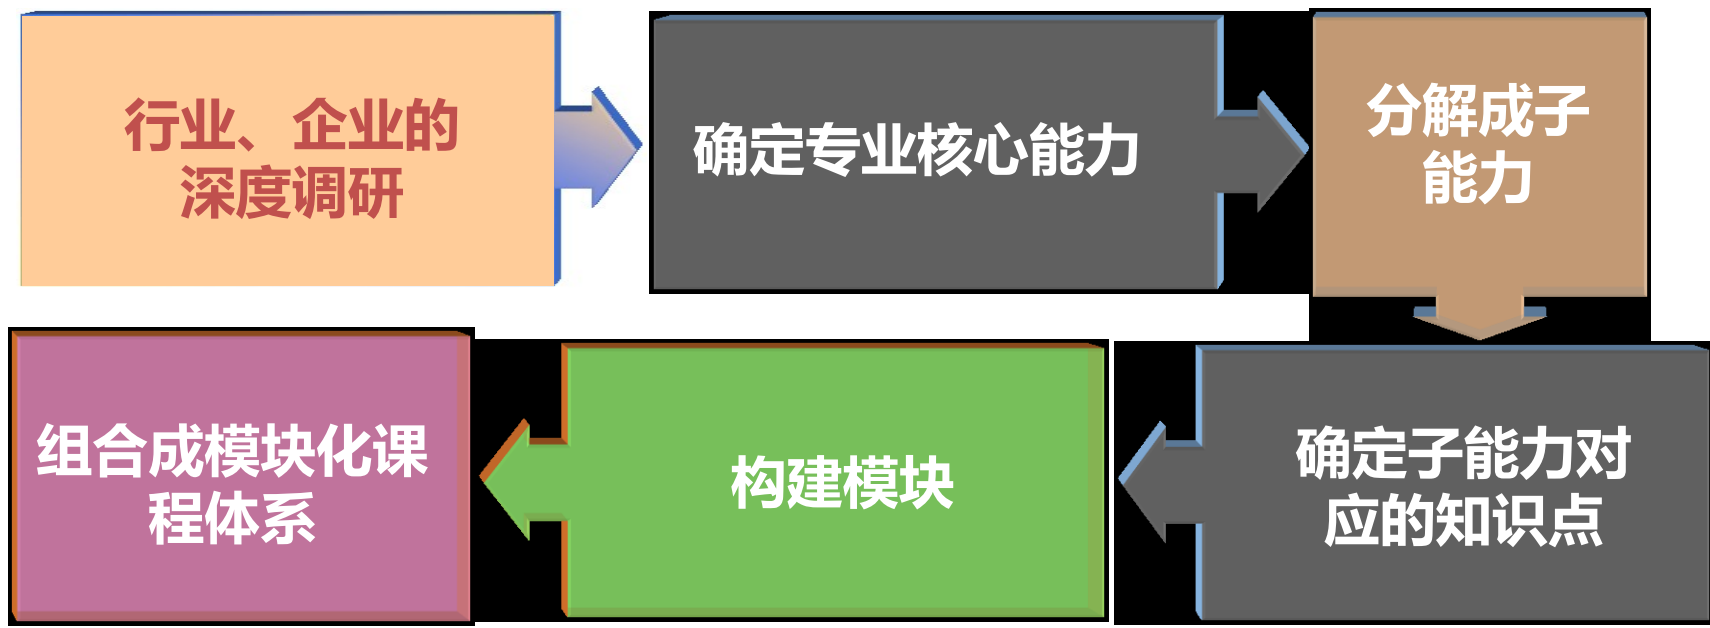 行业、企业的
深度调研
确定专业核心能力
分解成子
能力
确定子能力对
应的知识点
构建模块
组合成模块化课
程体系